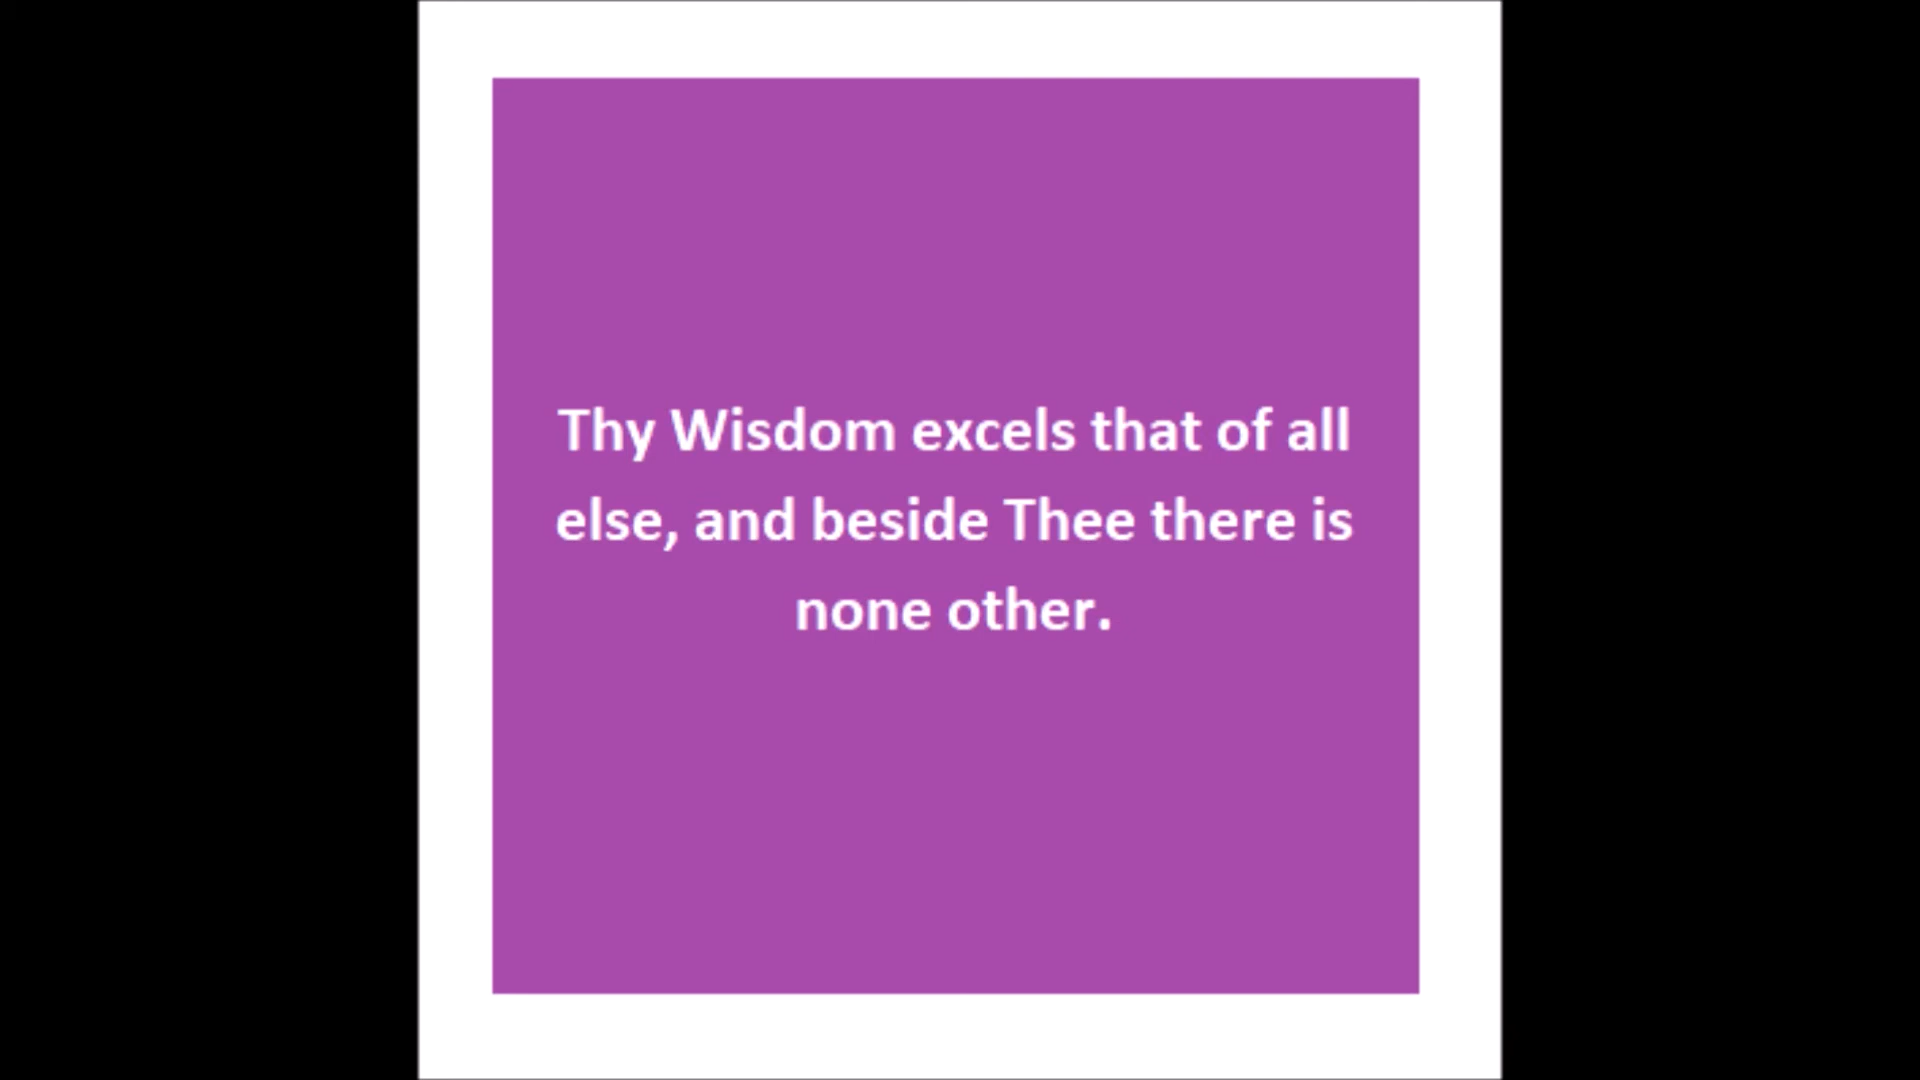 Thy Wisdom excels that of all
else, and beside Thee there is
none other.